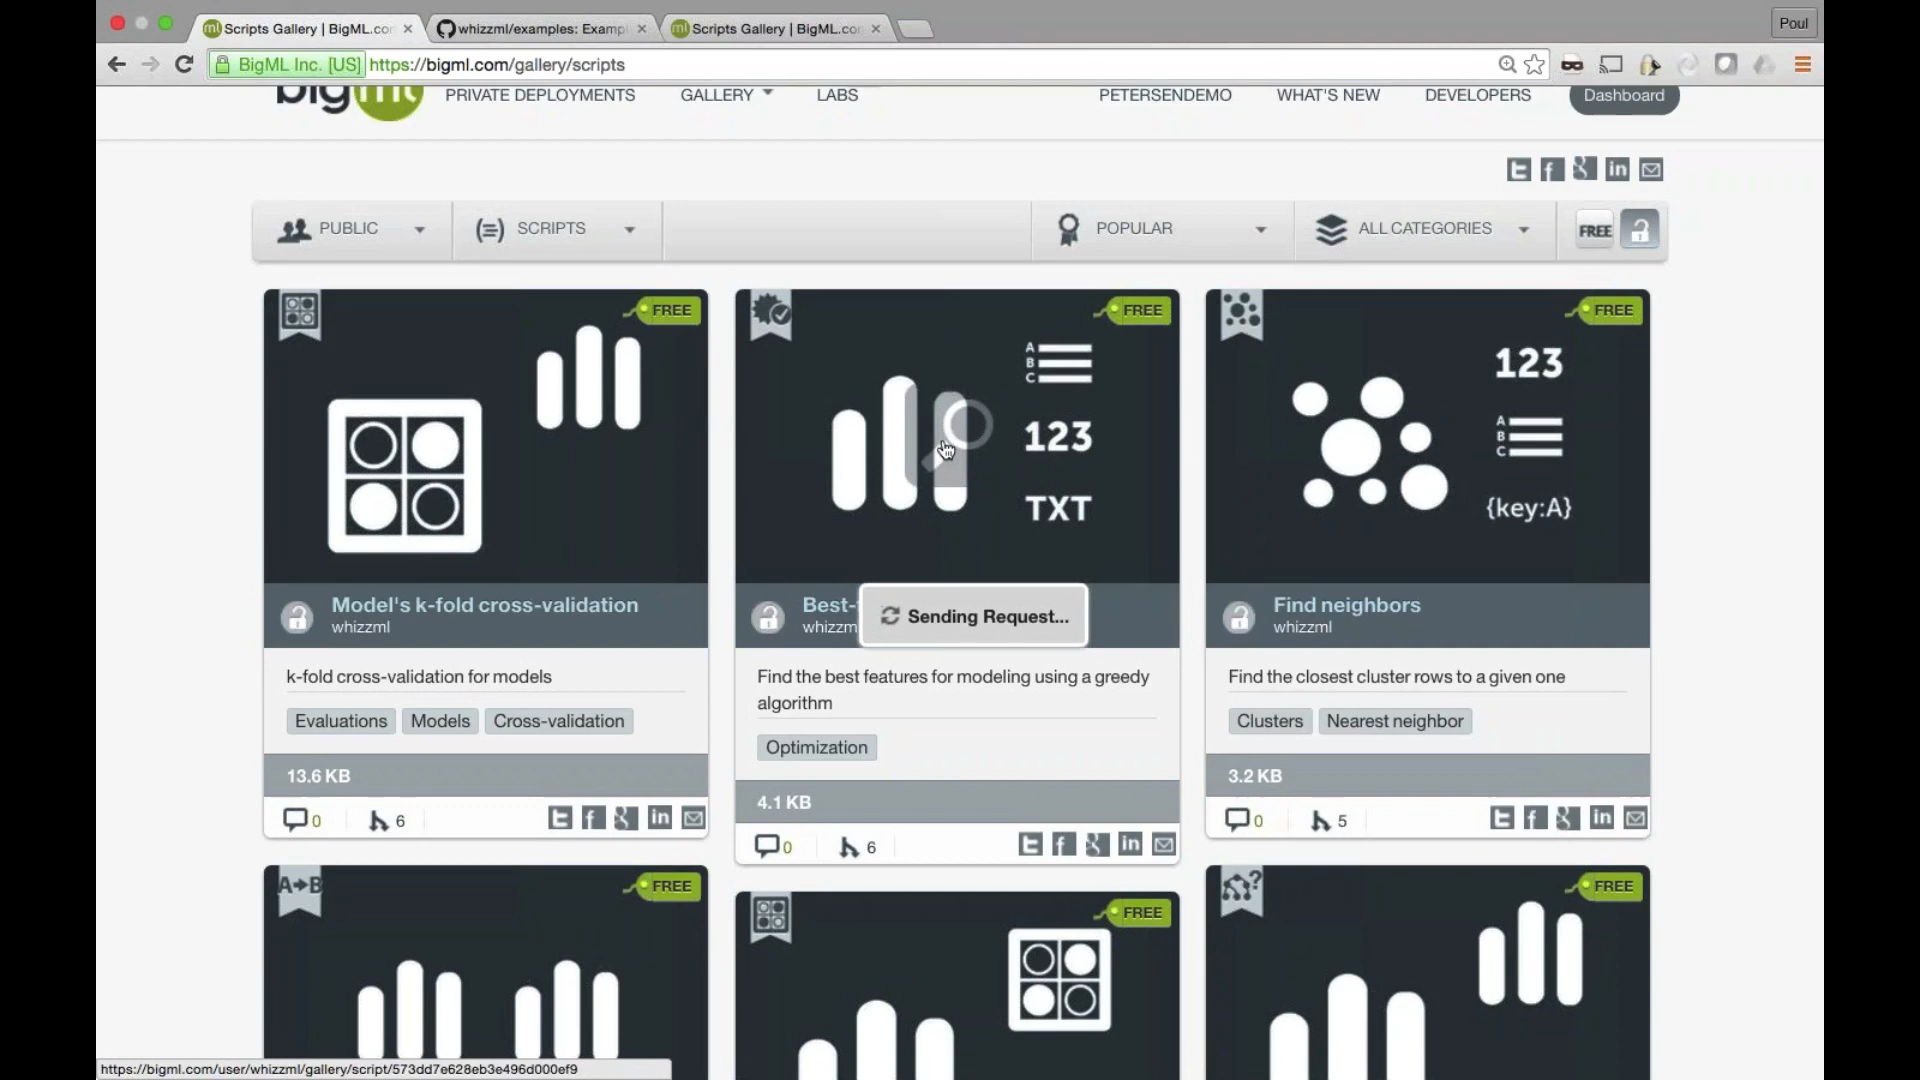 Scripts Gallery | BigML.co
whizzml/examples: Exampl
Scripts Gallery | BigML.co
Poul
BigML Inc. [US]
https://bigml.com/gallery/scripts
bigml
PRIVATE DEPLOYMENTS
GALLERY
LABS
PETERSENDEMO
WHAT'S NEW
DEVELOPERS
Dashboard
PUBLIC
SCRIPTS
POPULAR
ALL CATEGORIES
FREE
FREE
Model's k-fold cross-validation
whizzml
k-fold cross-validation for models
Evaluations
Models
Cross-validation
13.6 KB
0
6
FREE
A
B
C
123
TXT
Best-
whizzm
Sending Request...
Find the best features for modeling using a greedy
algorithm
Optimization
4.1 KB
0
6
FREE
123
A
B
C
{key:A}
Find neighbors
whizzml
Find the closest cluster rows to a given one
Clusters
Nearest neighbor
3.2 KB
0
5
A➔B
FREE
FREE
?
FREE
https://bigml.com/user/whizzml/gallery/script/573dd7e628eb3e496d000ef9